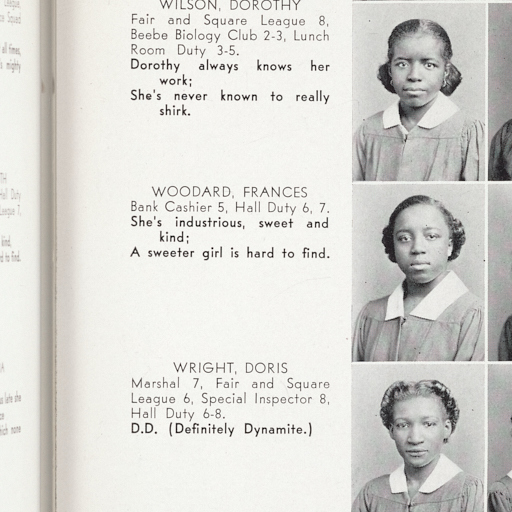 WILSON, DOROTHY
Fair and Square League 8,
Beebe Biology Club 2-3, Lunch
Room Duty 3-5.
Dorothy always knows her
work;
She's never known to really
shirk.
WOODARD, FRANCES
Bank Cashier 5, Hall Duty 6, 7.
She's industrious, sweet and
kind;
A sweeter girl is hard to find.
WRIGHT, DORIS
Marshal 7, Fair and Square
League 6, Special Inspector 8,
Hall Duty 6-8.
D.D. (Definitely Dynamite.)